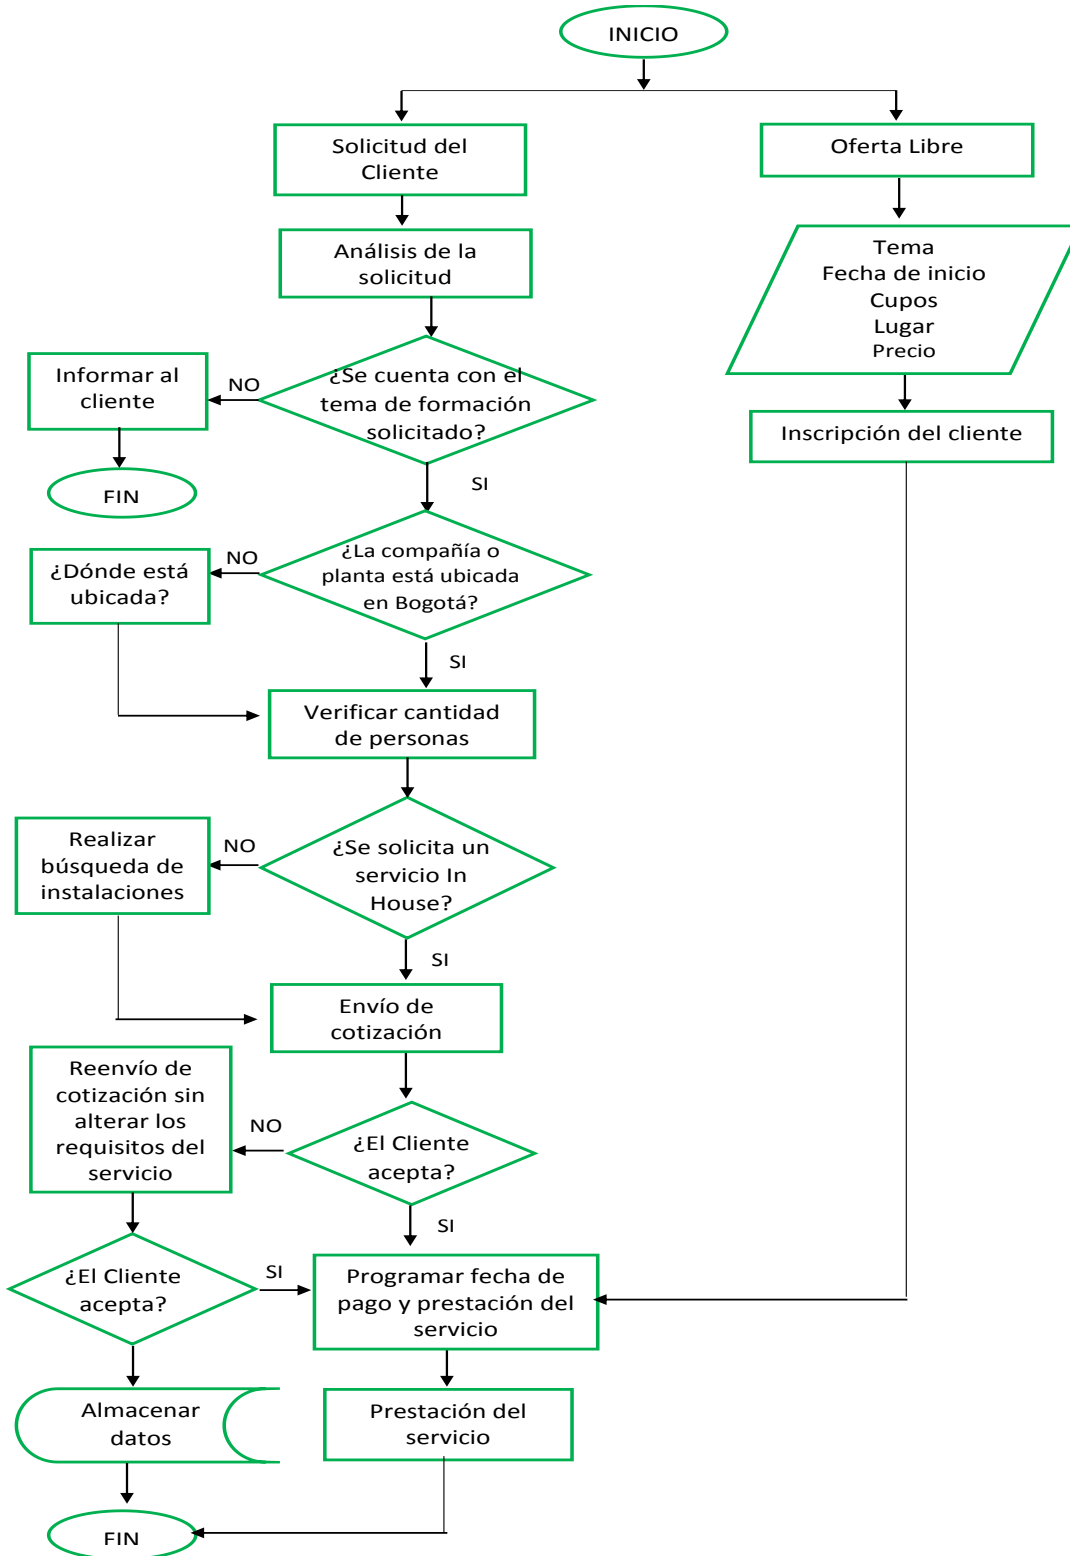 INICIO
Solicitud del
Cliente
Oferta Libre
Análisis de la
solicitud
Tema
Fecha de inicio
Cupos
Lugar
Precio
Informar al
cliente
NO
¿Se cuenta con el
tema de formación
solicitado?
Inscripción del cliente
FIN
SI
¿Dónde está
ubicada?
NO
¿La compañía o
planta está ubicada
en Bogotá?
SI
Verificar cantidad
de personas
Realizar
búsqueda de
instalaciones
NO
¿Se solicita un
servicio In
House?
SI
Envío de
cotización
Reenvío de
cotización sin
alterar los
requisitos del
servicio
NO
¿El Cliente
acepta?
SI
¿El Cliente
acepta?
SI
Programar fecha de
pago y prestación del
servicio
Almacenar
datos
Prestación del
servicio
FIN